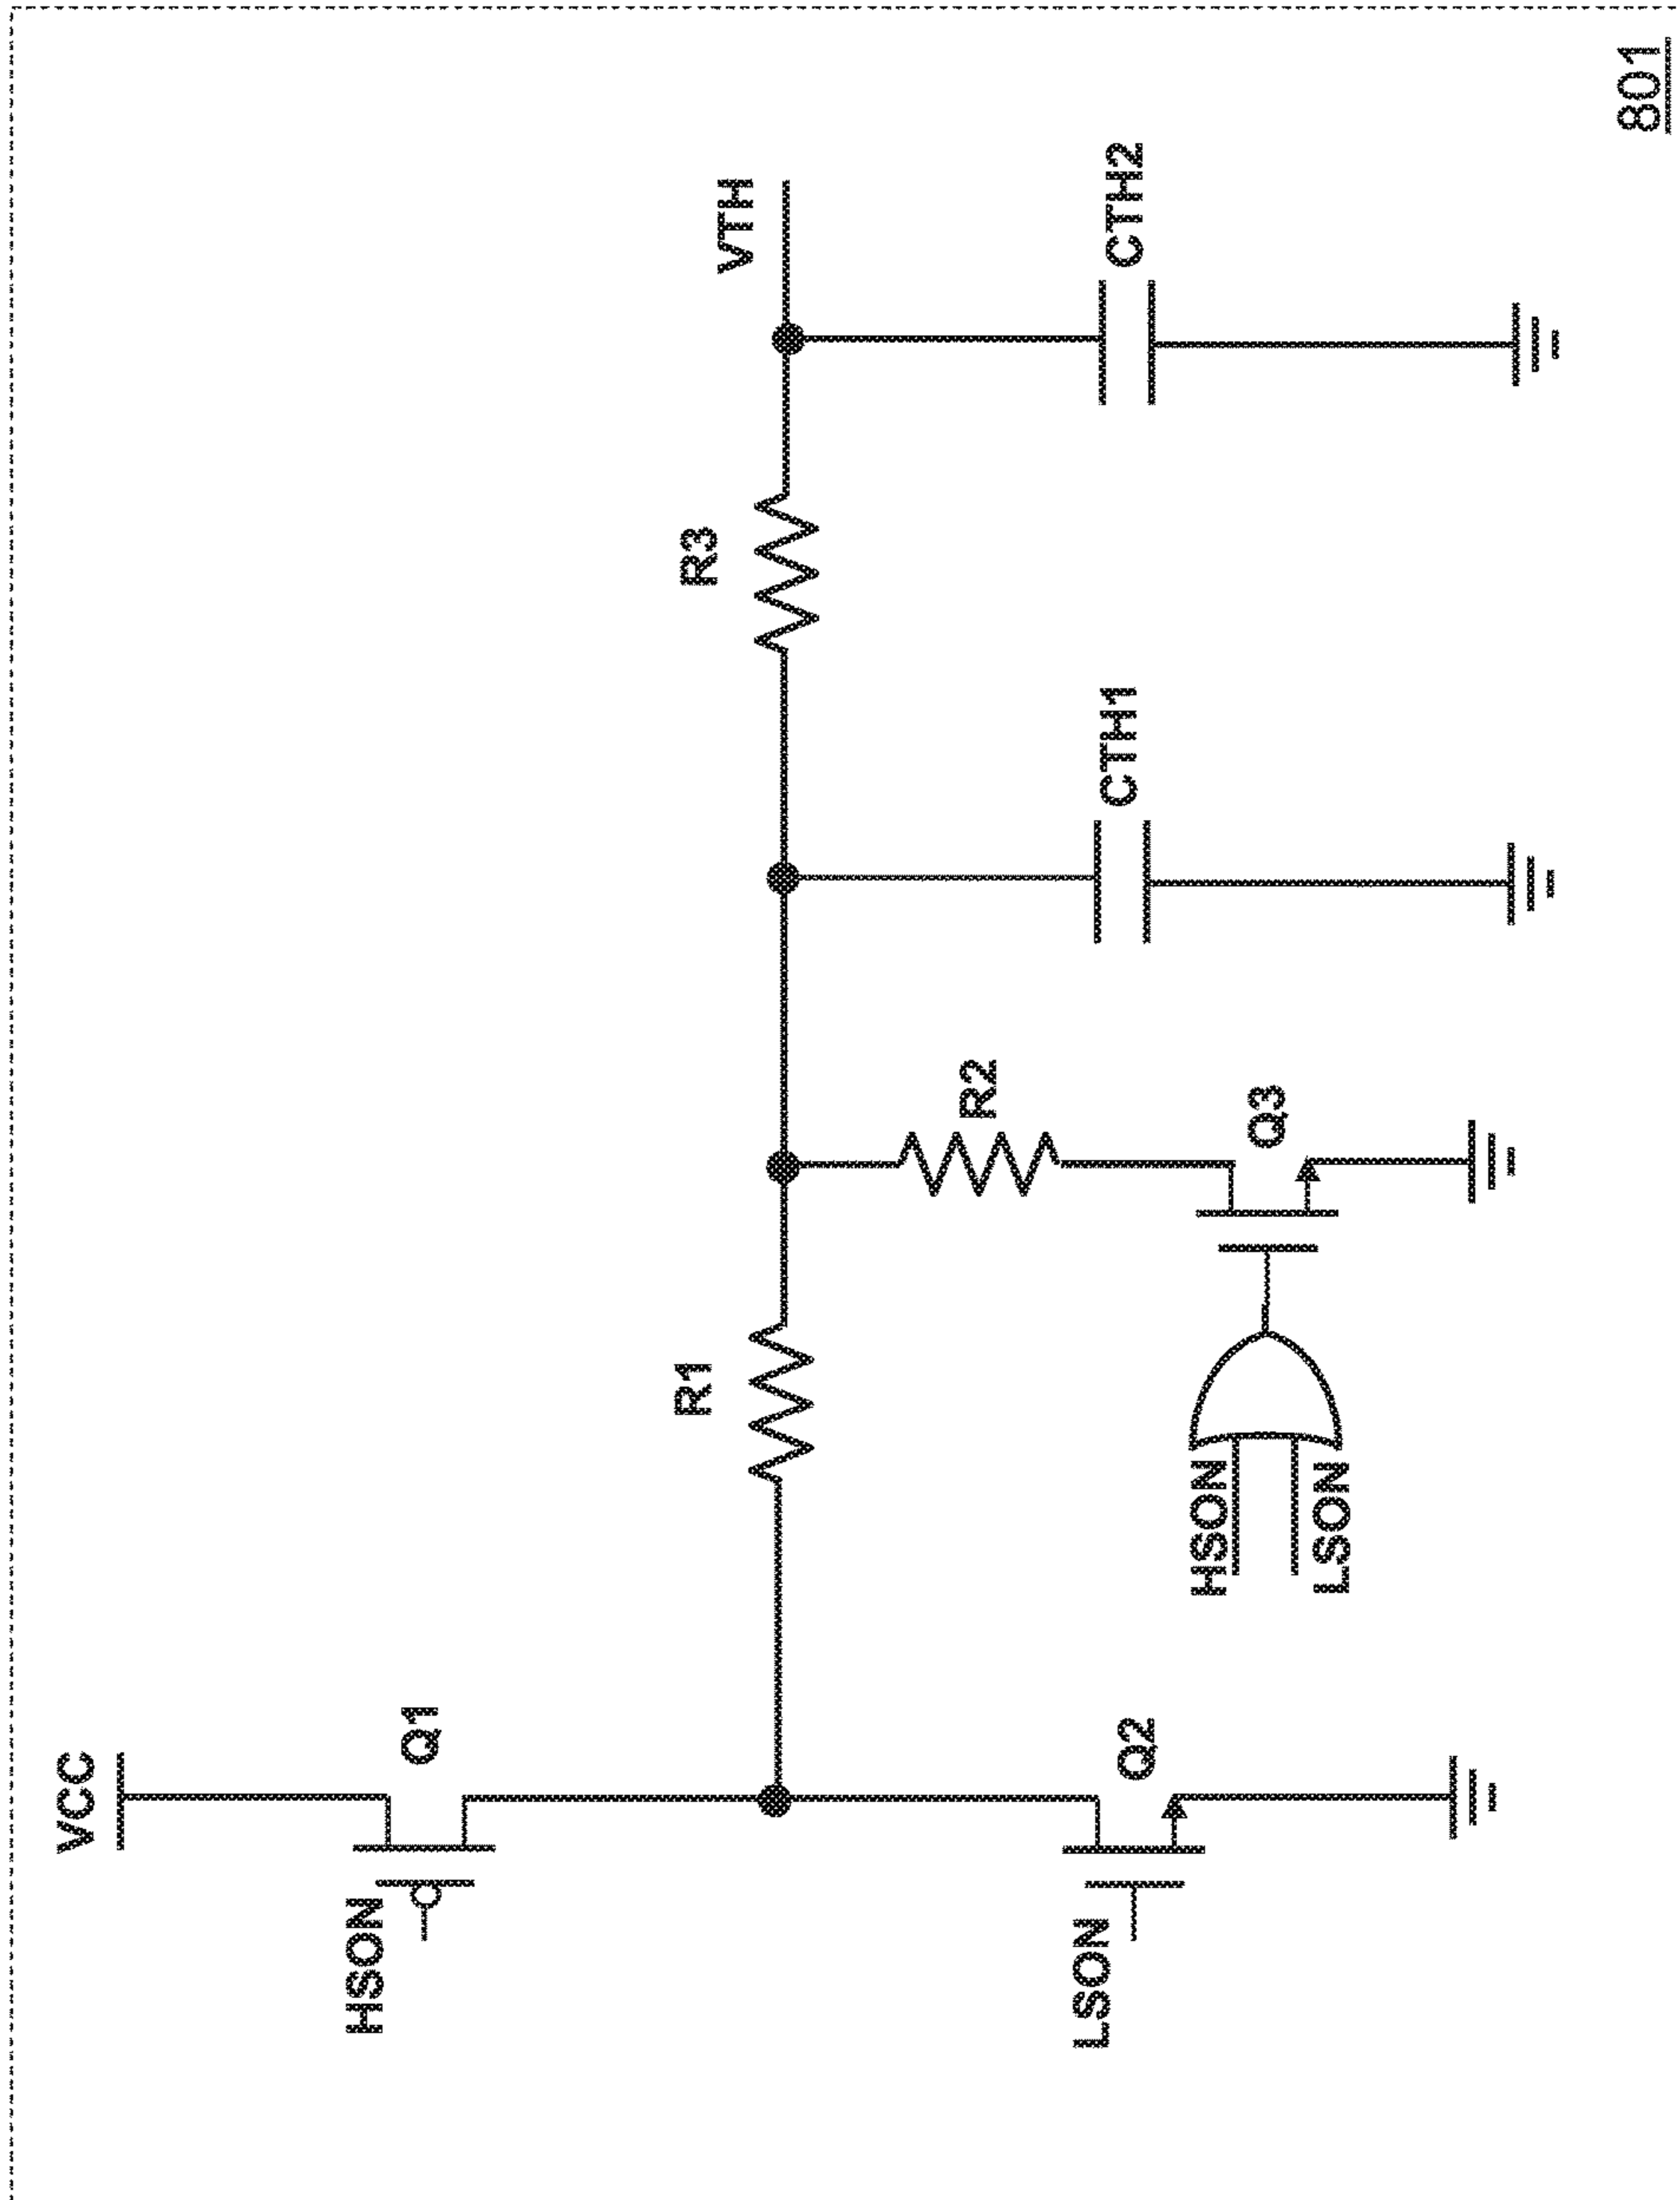 VCC
HSON
Q1
LSON
Q2
R1
HSON
LSON
R2
Q3
CTH1
R3
VTH
CTH2
801